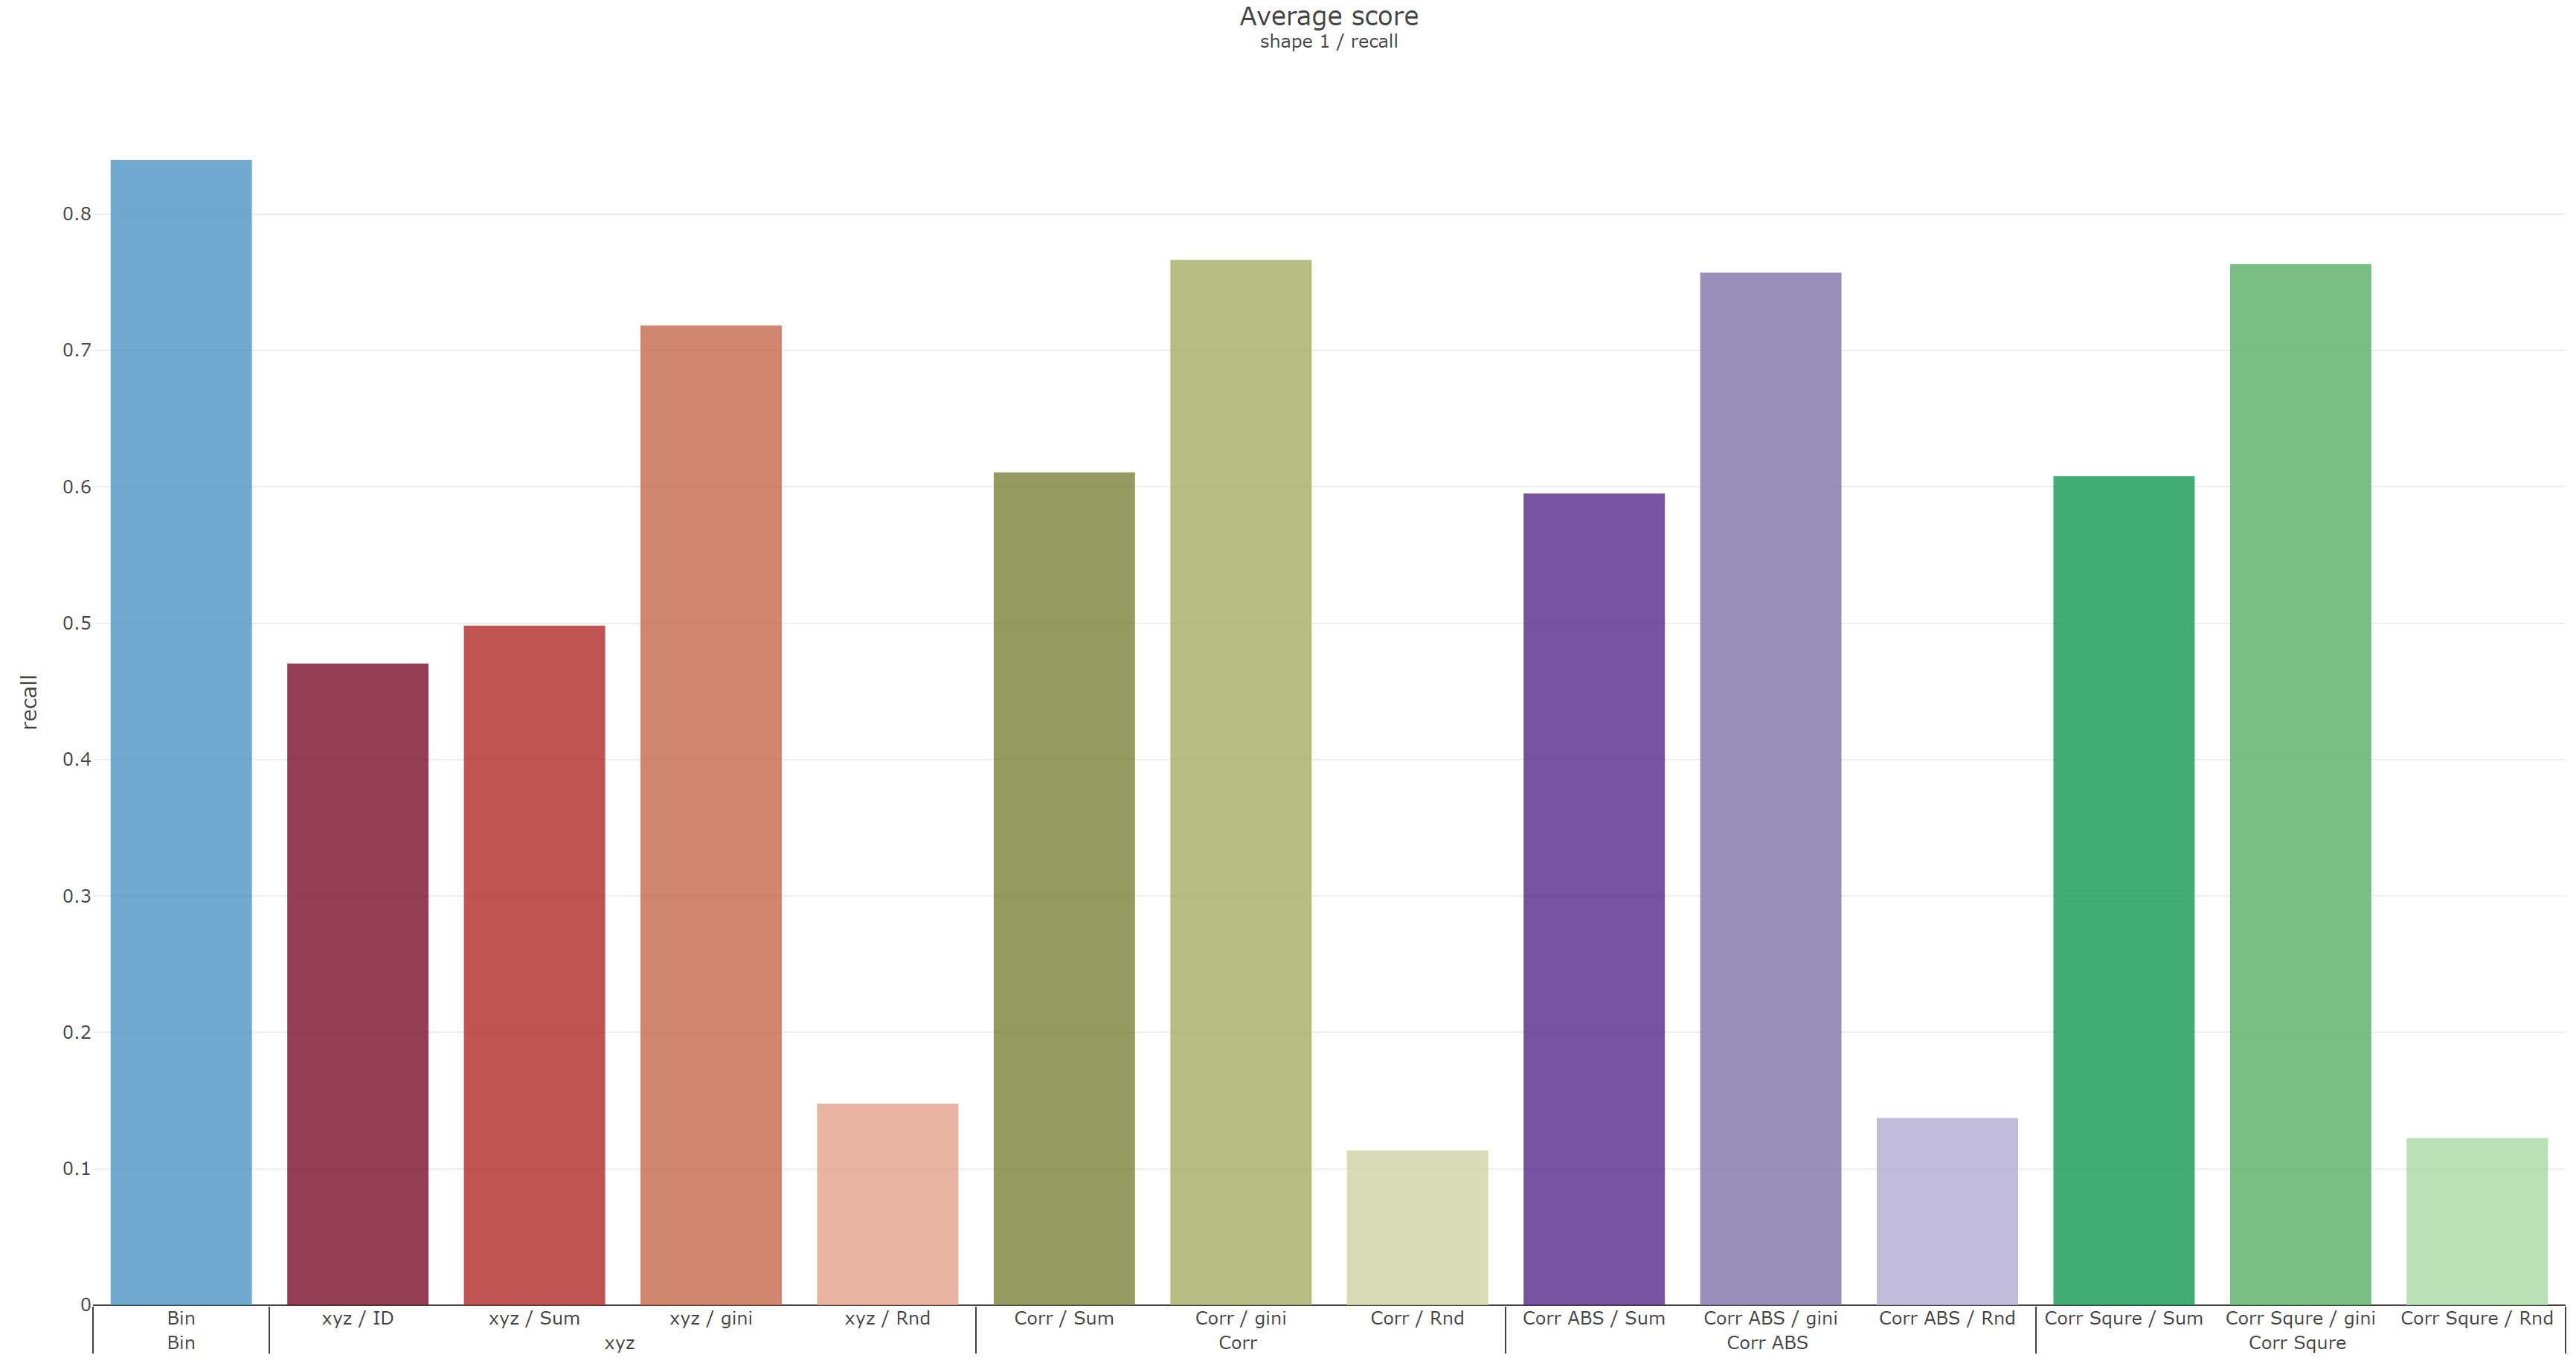 Average score
shape 1 / recall
recall
0.8
0.7
0.6
0.5
0.4
0.3
0.2
0.1
0
Bin xyz / ID xyz / Sum xyz / gini xyz / Rnd Corr / Sum Corr / gini Corr / Rnd Corr ABS / Sum Corr ABS / gini Corr ABS / Rnd Corr Squre / Sum Corr Squre / gini Corr Squre / Rnd
Bin xyz Corr Corr ABS Corr Squre